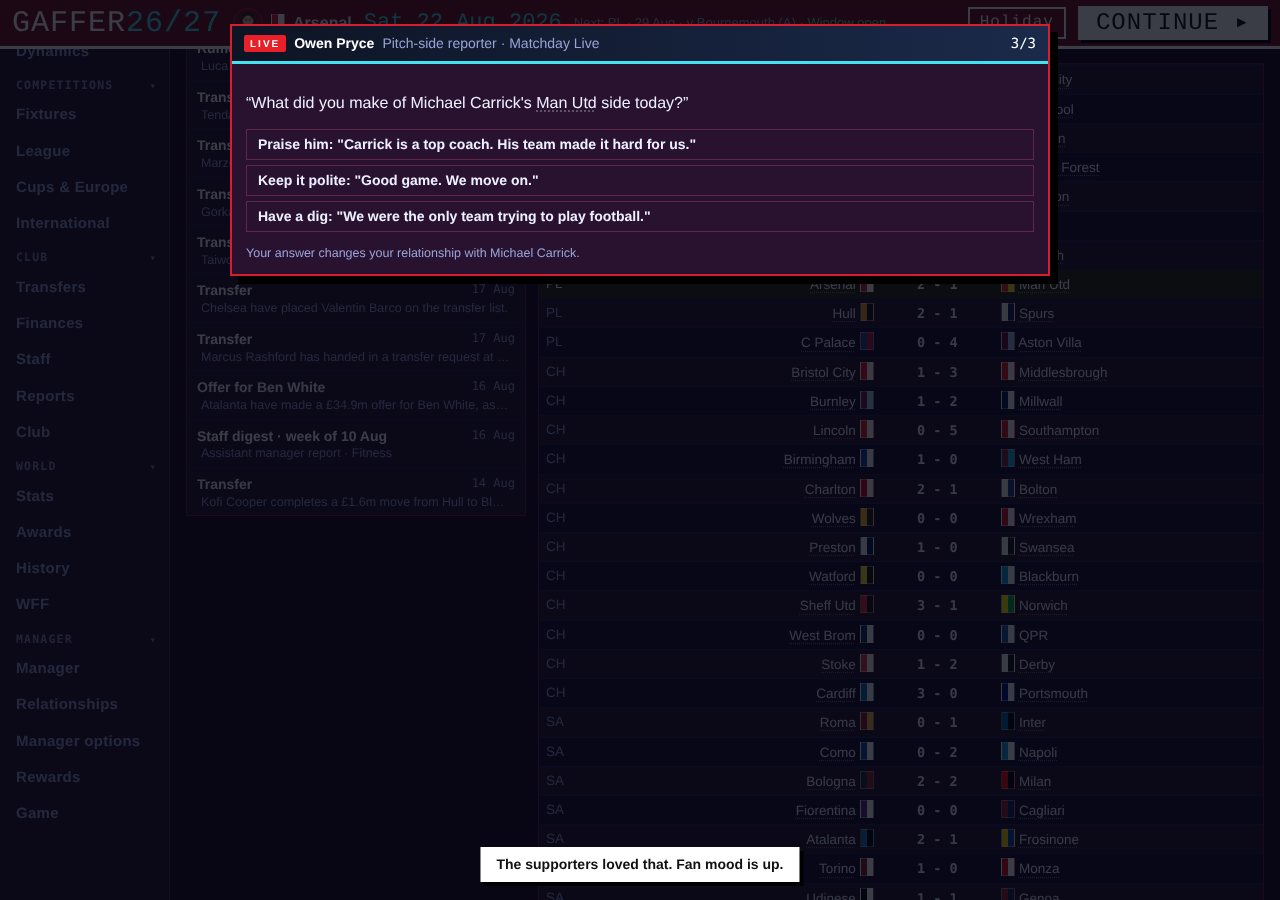 GAFFER26/27
Arsenal Sat 22 Aug 2026 Next: PL · 29 Aug · v Bournemouth (A) · Window open
Holiday
CONTINUE ▸
LIVE Owen Pryce Pitch-side reporter · Matchday Live 3/3
“What did you make of Michael Carrick's Man Utd side today?”
Praise him: "Carrick is a top coach. His team made it hard for us."
Keep it polite: "Good game. We move on."
Have a dig: "We were the only team trying to play football."
Your answer changes your relationship with Michael Carrick.
Dynamics
COMPETITIONS
Fixtures
League
Cups & Europe
International
CLUB
Transfers
Finances
Staff
Reports
Club
WORLD
Stats
Awards
History
WFF
MANAGER
Manager
Relationships
Manager options
Rewards
Game
Transfer 17 Aug
Chelsea have placed Valentin Barco on the transfer list.
Transfer 17 Aug
Marcus Rashford has handed in a transfer request at …
Offer for Ben White 16 Aug
Atalanta have made a £34.9m offer for Ben White, as…
Staff digest · week of 10 Aug 16 Aug
Assistant manager report · Fitness
Transfer 14 Aug
Kofi Cooper completes a £1.6m move from Hull to Bl…
Forest
PL Arsenal 2 - 1 Man Utd
PL Hull 2 - 1 Spurs
PL C Palace 0 - 4 Aston Villa
CH Bristol City 1 - 3 Middlesbrough
CH Burnley 1 - 2 Millwall
CH Lincoln 0 - 5 Southampton
CH Birmingham 1 - 0 West Ham
CH Charlton 2 - 1 Bolton
CH Wolves 0 - 0 Wrexham
CH Preston 1 - 0 Swansea
CH Watford 0 - 0 Blackburn
CH Sheff Utd 3 - 1 Norwich
CH West Brom 0 - 0 QPR
CH Stoke 1 - 2 Derby
CH Cardiff 3 - 0 Portsmouth
SA Roma 0 - 1 Inter
SA Como 0 - 2 Napoli
SA Bologna 2 - 2 Milan
SA Fiorentina 0 - 0 Cagliari
SA Atalanta 2 - 1 Frosinone
Torino 1 - 0 Monza
SA Udinese 1 - 1 Genoa
The supporters loved that. Fan mood is up.